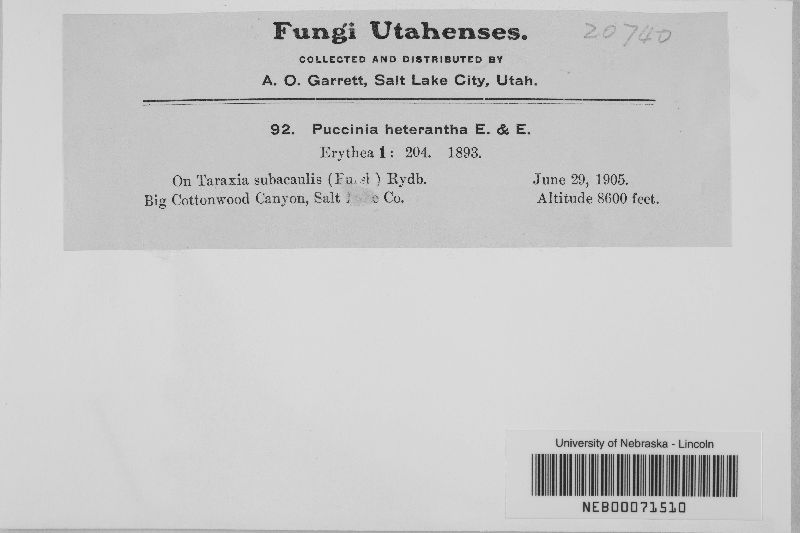 Fungi Utahenses.
20740
COLLECTED AND DISTRIBUTED BY
A. O. Garrett, Salt Lake City, Utah.
92. Puccinia heterantha E. & E.
Erythea 1: 204. 1893.
On Taraxia subacaulis ( ) Rydb. June 29, 1905.
Big Cottonwood Canyon, Salt Co. Altitude 8600 feet.
University of Nebraska - Lincoln
NEB00071510